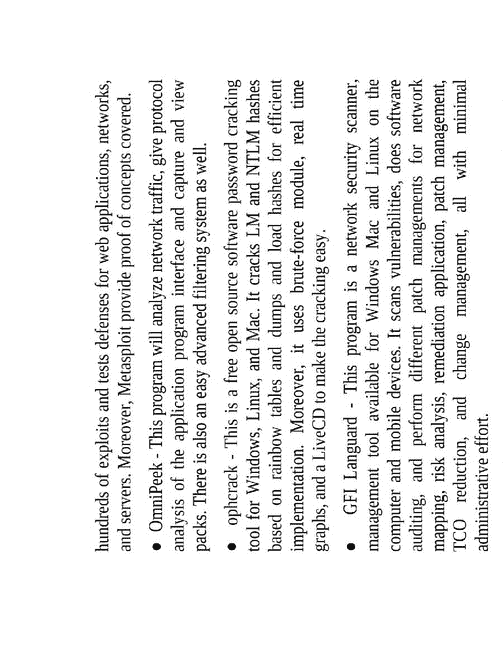 hundreds of exploits and tests defenses for web applications, networks,
and servers. Moreover, Metasploit provide proof of concepts covered.
● OmniPeek - This program will analyze network traffic, give protocol
analysis of the application program interface and capture and view
packs. There is also an easy advanced filtering system as well.
● ophcrack - This is a free open source software password cracking
tool for Windows, Linux, and Mac. It cracks LM and NTLM hashes
based on rainbow tables and dumps and load hashes for efficient
implementation. Moreover, it uses brute-force module, real time
graphs, and a LiveCD to make the cracking easy.
● GFI Languard - This program is a network security scanner,
management tool available for Windows Mac and Linux on the
computer and mobile devices. It scans vulnerabilities, does software
auditing, and perform different patch managements for network
mapping, risk analysis, remediation application, patch management,
TCO reduction, and change management, all with minimal
administrative effort.